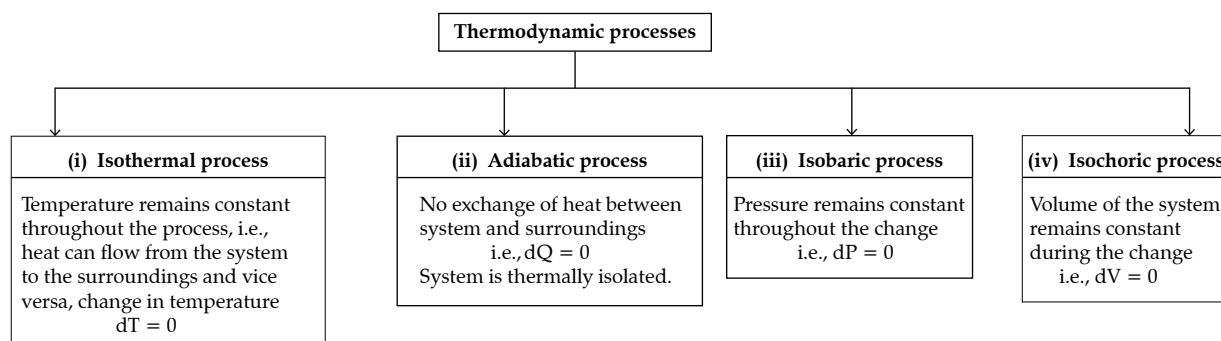 Thermodynamic processes
(i) Isothermal process
Temperature remains constant
throughout the process, i.e.,
heat can flow from the system
to the surroundings and vice
versa, change in temperature
dT = 0
(ii) Adiabatic process
No exchange of heat between
system and surroundings
i.e., dQ = 0
System is thermally isolated.
(iii) Isobaric process
Pressure remains constant
throughout the change
i.e., dP = 0
(iv) Isochoric process
Volume of the system
remains constant
during the change
i.e., dV = 0